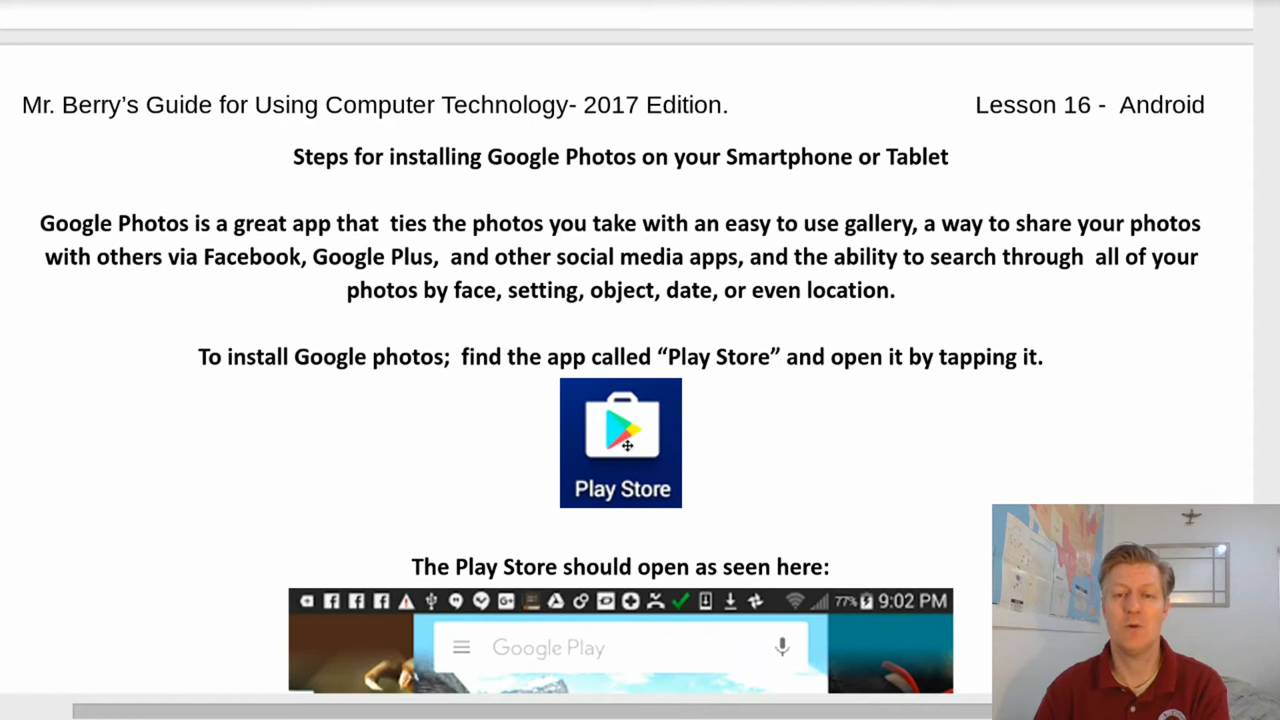 Mr. Berry’s Guide for Using Computer Technology- 2017 Edition. Lesson 16 - Android
Steps for installing Google Photos on your Smartphone or Tablet
Google Photos is a great app that ties the photos you take with an easy to use gallery, a way to share your photos
with others via Facebook, Google Plus, and other social media apps, and the ability to search through all of your
photos by face, setting, object, date, or even location.
To install Google photos; find the app called “Play Store” and open it by tapping it.
Play Store
The Play Store should open as seen here:
77% 9:02 PM
Google Play